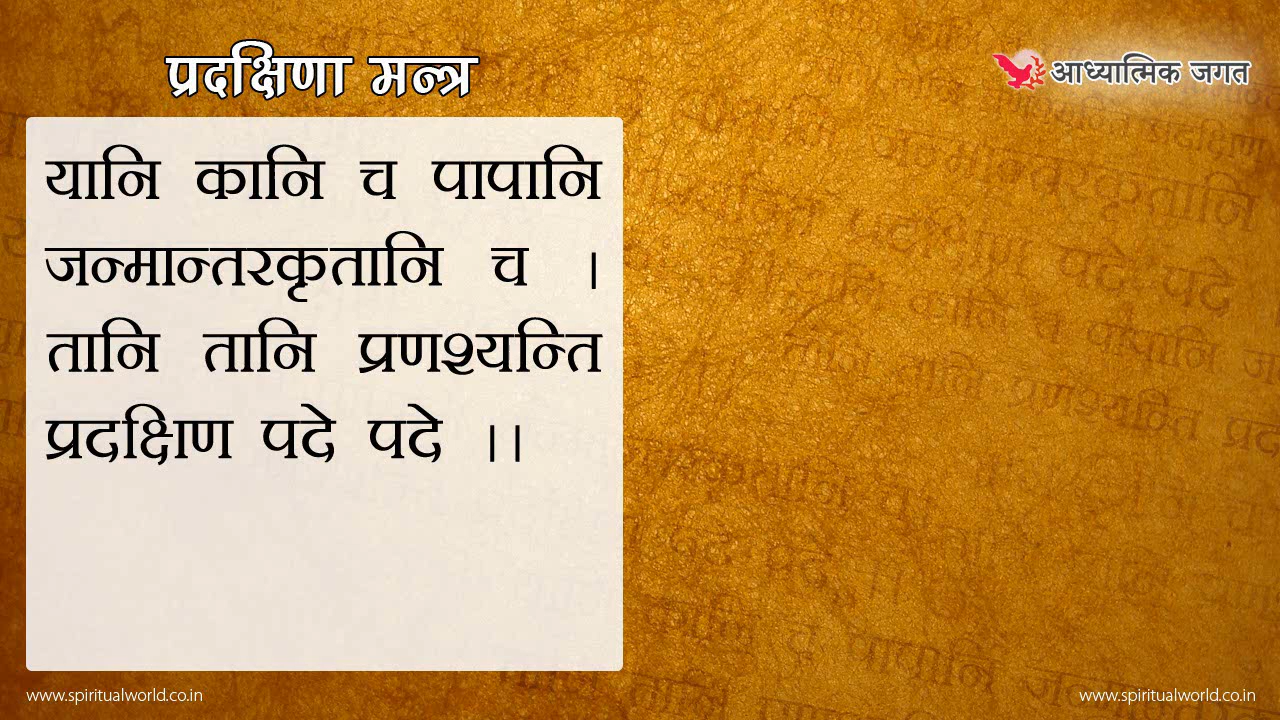 प्रदक्षिणा मन्त्र
आध्यात्मिक जगत
यानि कानि च पापानि
जन्मान्तरकृतानि च ।
तानि तानि प्रणश्यन्ति
प्रदक्षिण पदे पदे ।।
www.spiritualworld.co.in
www.spiritualworld.co.in